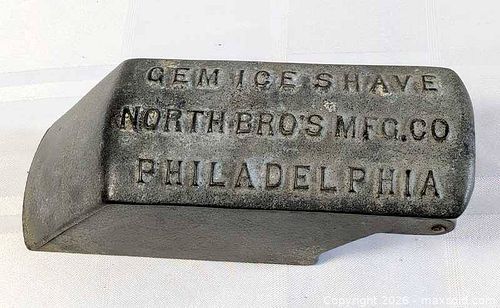 GEM ICE SHAVE
NORTH BRO'S MFG.CO
PHILADELPHIA
Copyright 2026 - maxsold.com